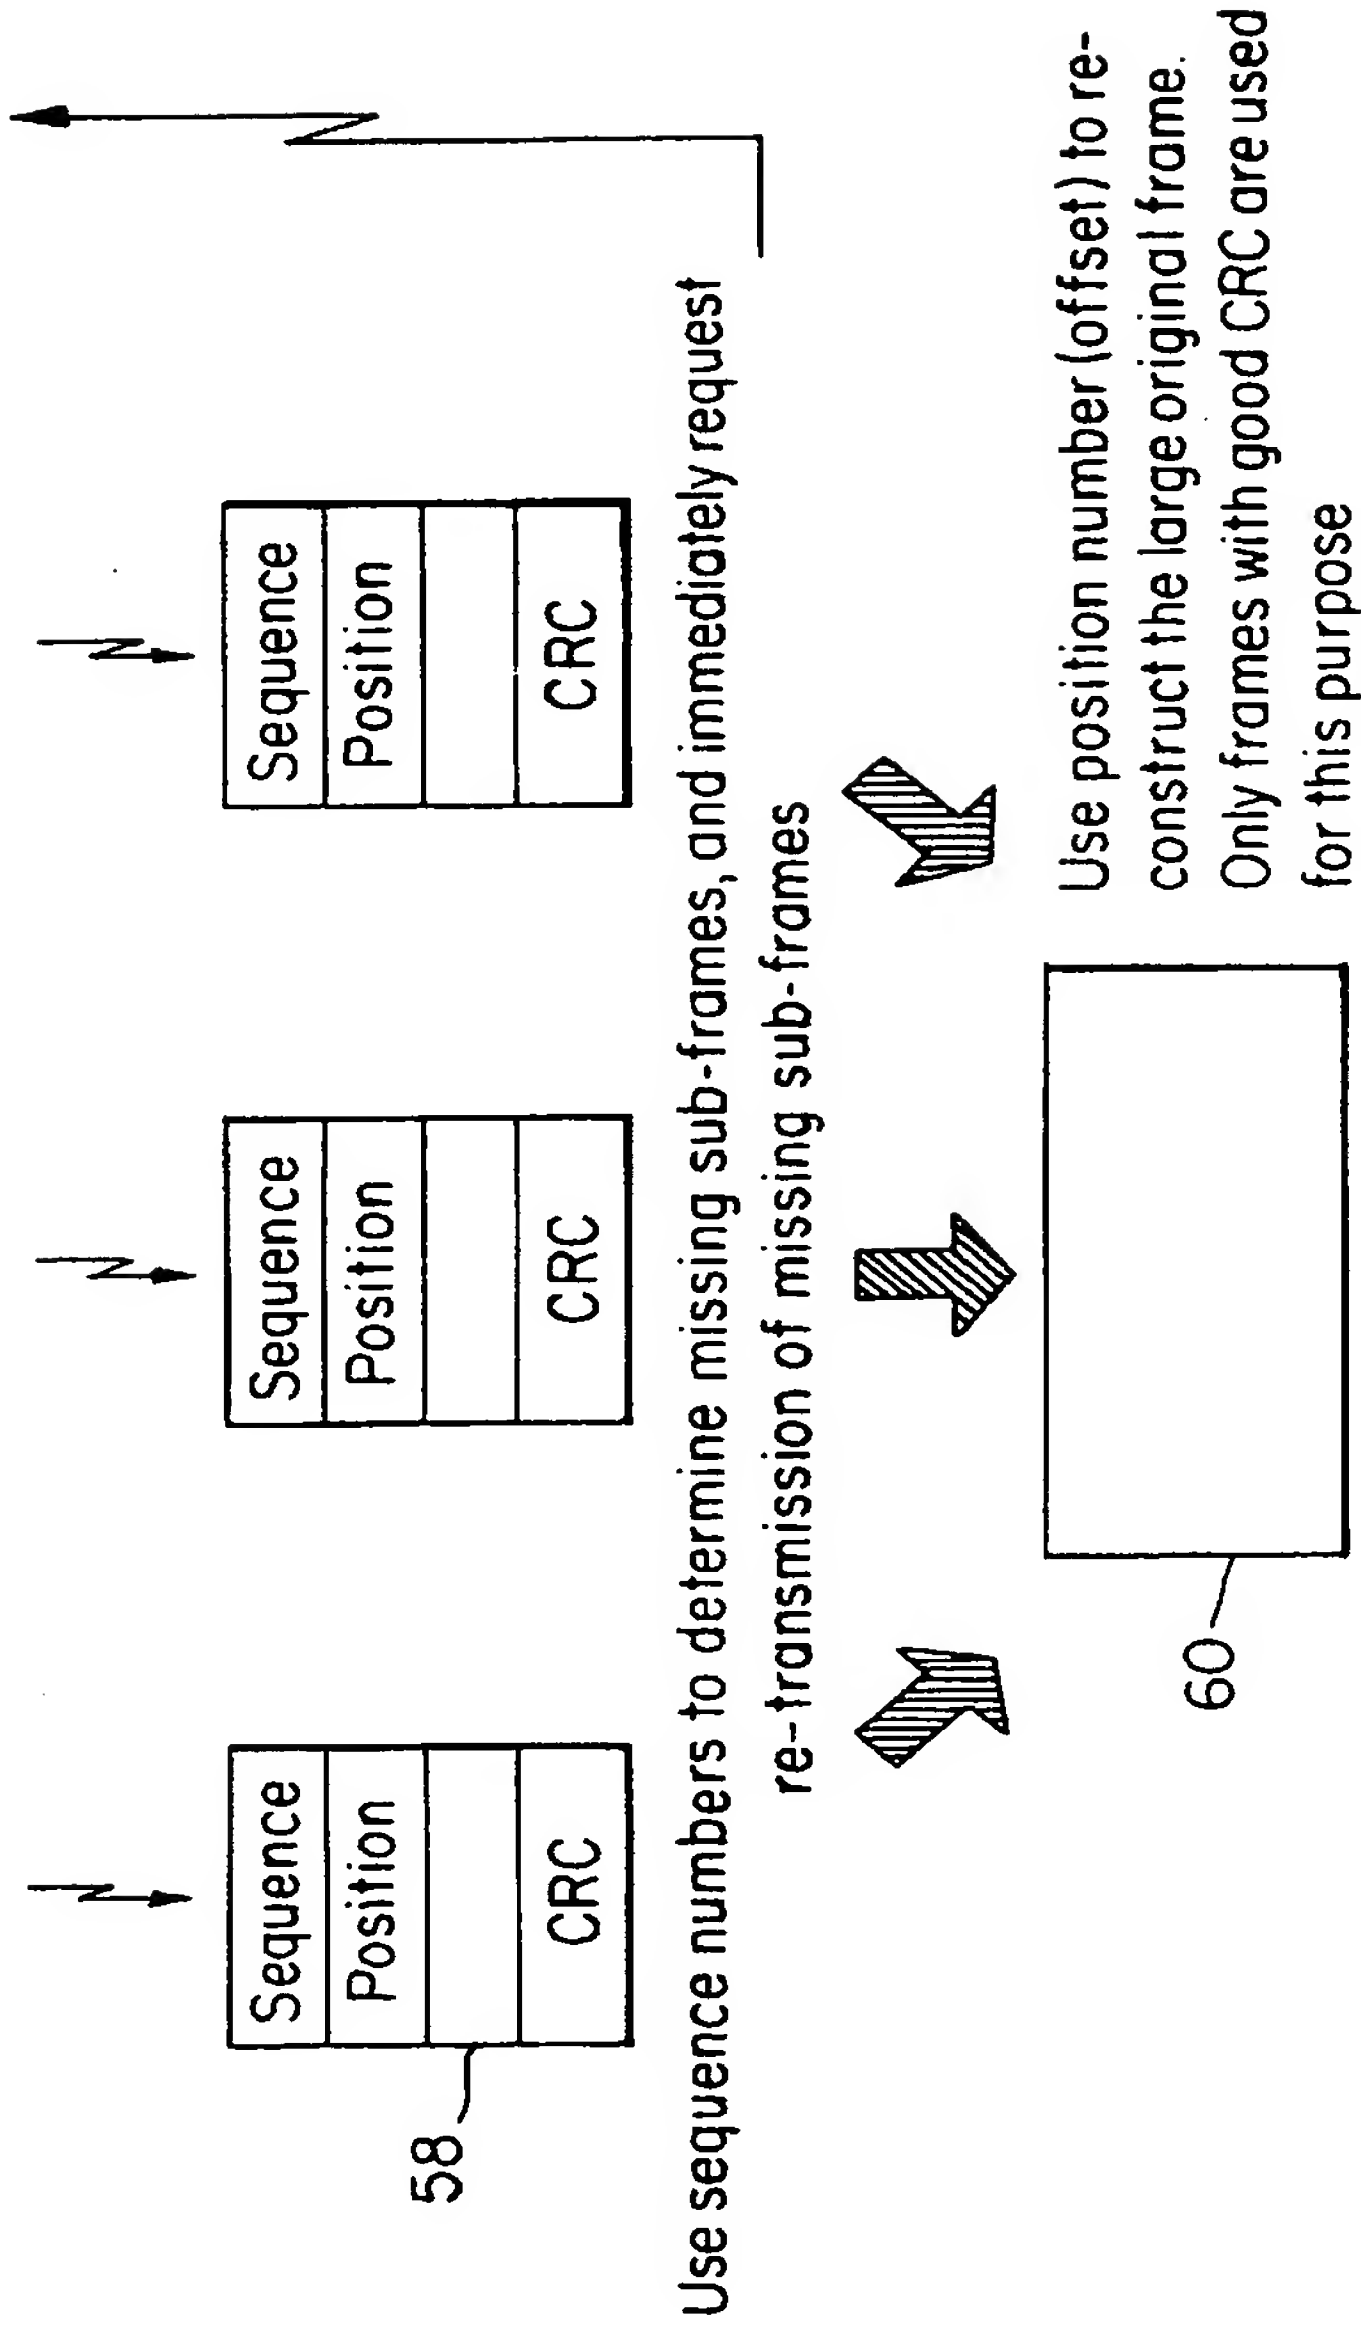 Sequence
Position
CRC
Sequence
Position
CRC
Sequence
Position
CRC
58
Use sequence numbers to determine missing sub-frames, and immediately request
re-transmission of missing sub-frames
60
Use position number (offset) to re-
construct the large original frame.
Only frames with good CRC are used
for this purpose